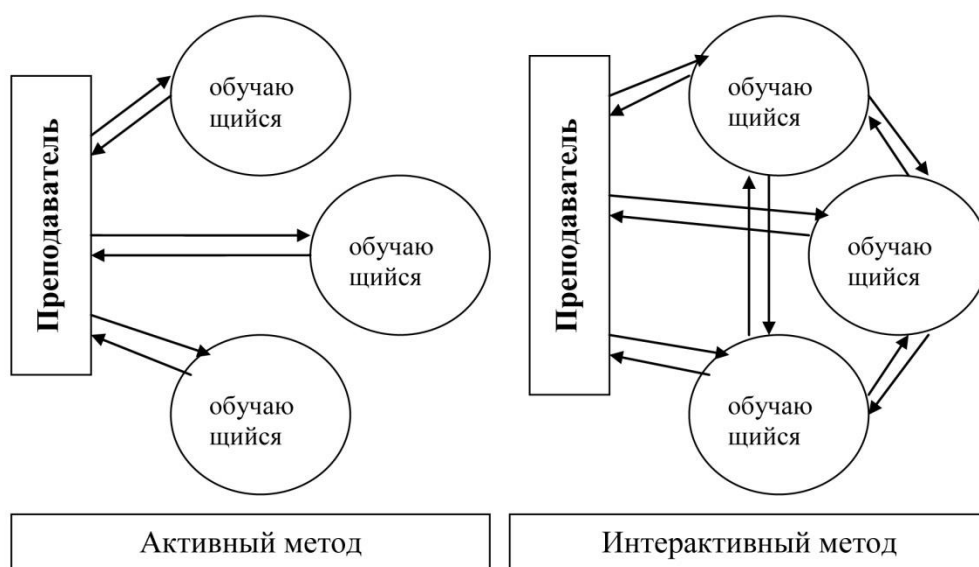 Преподаватель
обучаю
щийся
обучаю
щийся
обучаю
щийся
Активный метод
Преподаватель
обучаю
щийся
обучаю
щийся
обучаю
щийся
Интерактивный метод